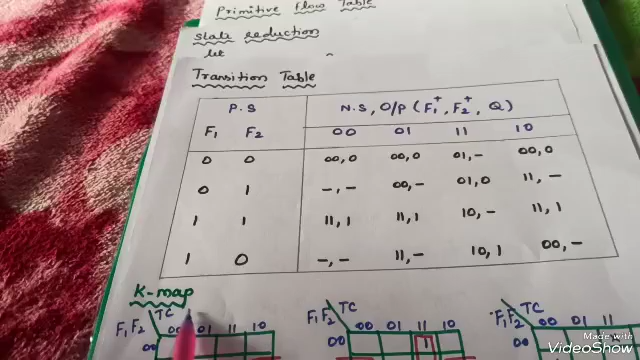 Primitive Flow Table
State reduction
let
Transition Table
P.S N.S, O/P (F1+, F2+, Q)
F1 F2 00 01 11 10
0 0 00,0 00,0 01,- 00,0
0 1 -,- 00,- 01,0 11,-
1 1 11,1 11,1 10,- 11,1
1 0 -,- 11,- 10,1 00,-
K-map
F1F2 TC 00 01 11 10
F1F2 TC 00 01 11 10
F1F2 TC 00 01 11 10
00
00
00
1
Made with
VideoShow